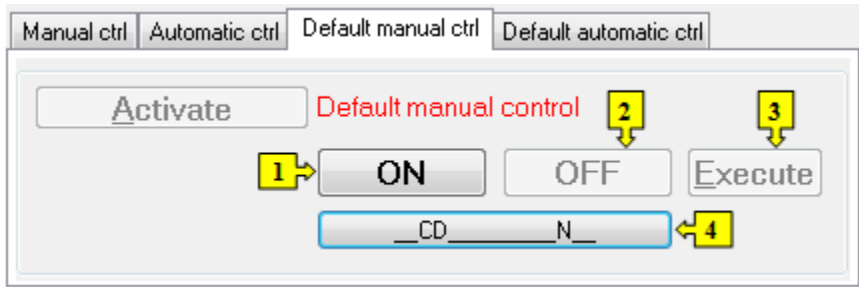 Manual ctrl Automatic ctrl Default manual ctrl Default automatic ctrl
Activate Default manual control 2 3
1 ON OFF Execute
__CD________N__ 4